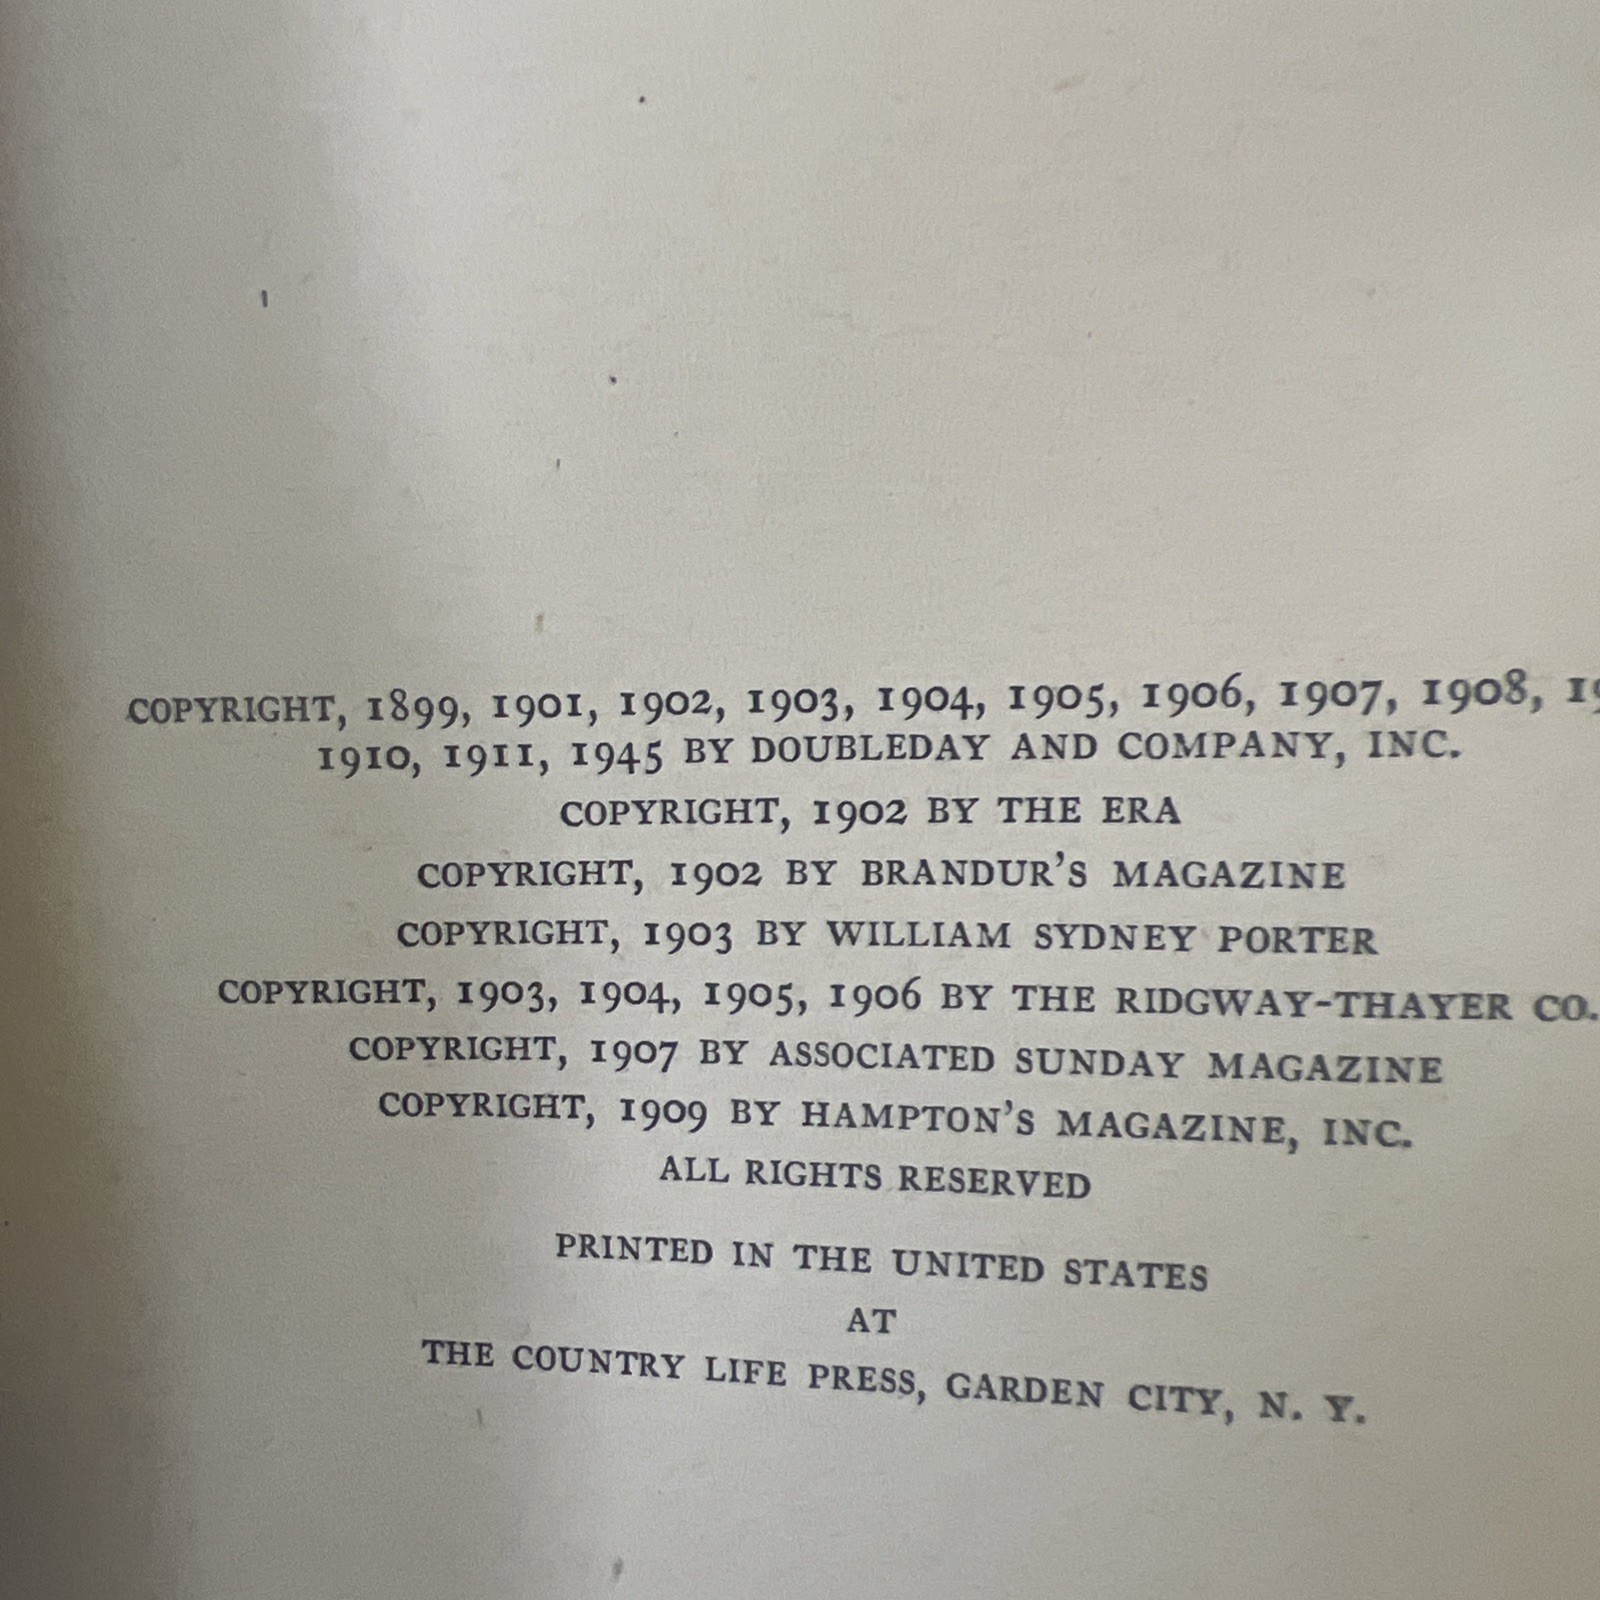 COPYRIGHT, 1899, 1901, 1902, 1903, 1904, 1905, 1906, 1907, 1908,
1910, 1911, 1945 BY DOUBLEDAY AND COMPANY, INC.
COPYRIGHT, 1902 BY THE ERA
COPYRIGHT, 1902 BY BRANDUR'S MAGAZINE
COPYRIGHT, 1903 BY WILLIAM SYDNEY PORTER
COPYRIGHT, 1903, 1904, 1905, 1906 BY THE RIDGWAY-THAYER CO.
COPYRIGHT, 1907 BY ASSOCIATED SUNDAY MAGAZINE
COPYRIGHT, 1909 BY HAMPTON'S MAGAZINE, INC.
ALL RIGHTS RESERVED
PRINTED IN THE UNITED STATES
AT
THE COUNTRY LIFE PRESS, GARDEN CITY, N. Y.